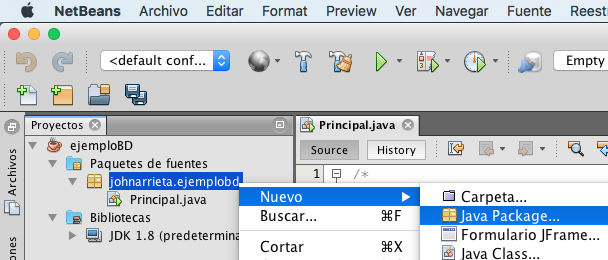 NetBeans Archivo Editar Format Preview Ver Navegar Fuente Reest
<default conf... Empty
Proyectos Principal.java
ejemploBD Source History
Paquetes de fuentes 1 /*
johnarrieta.ejemplobd
Principal.java Nuevo Carpeta...
Bibliotecas Buscar... ⌘F Java Package...
JDK 1.8 (predetermina Formulario JFrame...
Cortar ⌘X Java Class...
Archivos